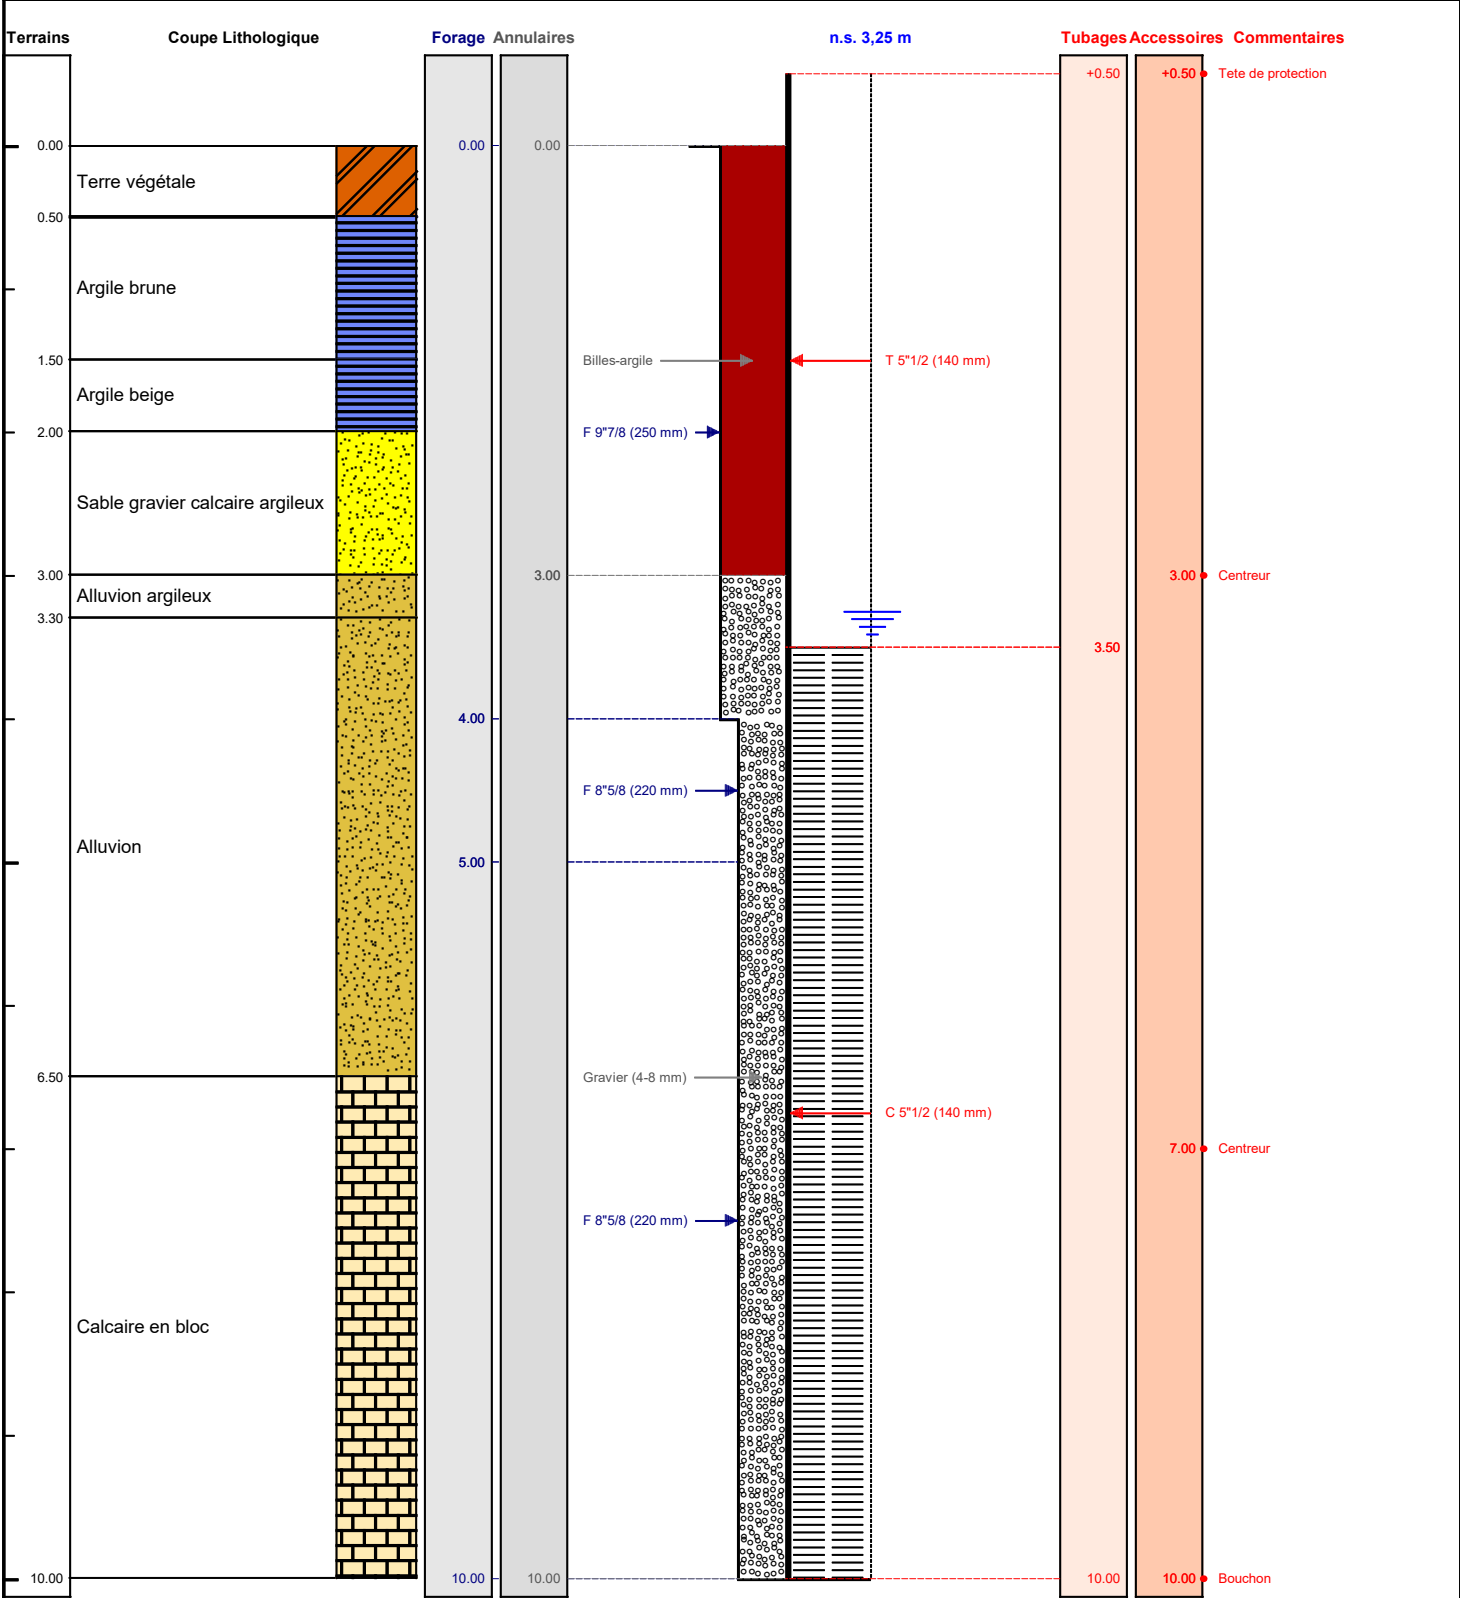 Terrains Coupe Lithologique Forage Annulaires n.s. 3,25 m Tubages Accessoires Commentaires
+0.50 +0.50 Tete de protection
0.00 0.00 0.00
Terre végétale
0.50
Argile brune
1.50 Billes-argile T 5"1/2 (140 mm)
Argile beige
2.00 F 9"7/8 (250 mm)
Sable gravier calcaire argileux
3.00 3.00 3.00 Centreur
Alluvion argileux
3.30
3.50
4.00
F 8"5/8 (220 mm)
Alluvion
5.00
6.50 Gravier (4-8 mm)
C 5"1/2 (140 mm)
7.00 Centreur
F 8"5/8 (220 mm)
Calcaire en bloc
10.00 10.00 10.00 10.00 10.00 Bouchon